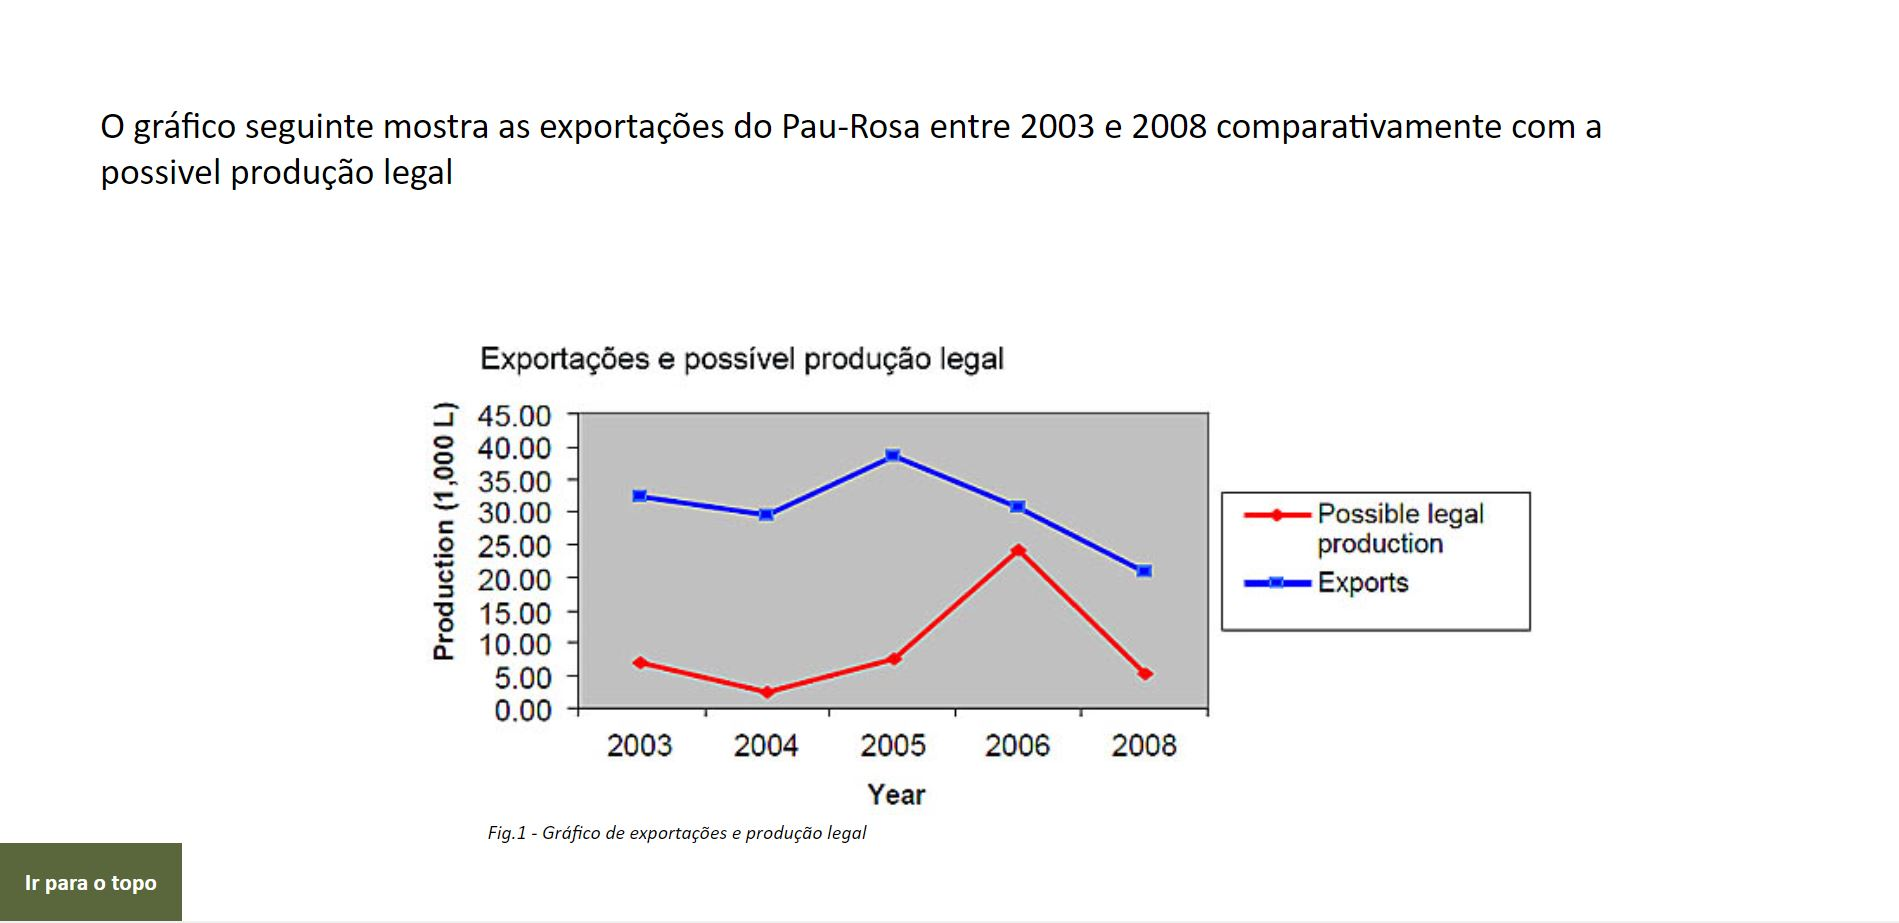 O gráfico seguinte mostra as exportações do Pau-Rosa entre 2003 e 2008 comparativamente com a
possivel produção legal
Exportações e possível produção legal
Production (1,000 L)
45.00
40.00
35.00
30.00
25.00
20.00
15.00
10.00
5.00
0.00
2003 2004 2005 2006 2008
Year
Possible legal
production
Exports
Fig.1 - Gráfico de exportações e produção legal
Ir para o topo